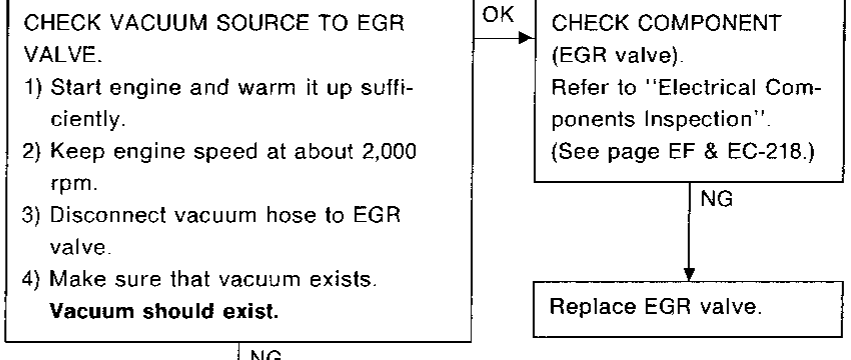 CHECK VACUUM SOURCE TO EGR
VALVE.
1) Start engine and warm it up suffi-
ciently.
2) Keep engine speed at about 2,000
rpm.
3) Disconnect vacuum hose to EGR
valve.
4) Make sure that vacuum exists.
Vacuum should exist.
NG
OK
CHECK COMPONENT
(EGR valve).
Refer to ''Electrical Com-
ponents Inspection''.
(See page EF & EC-218.)
NG
Replace EGR valve.